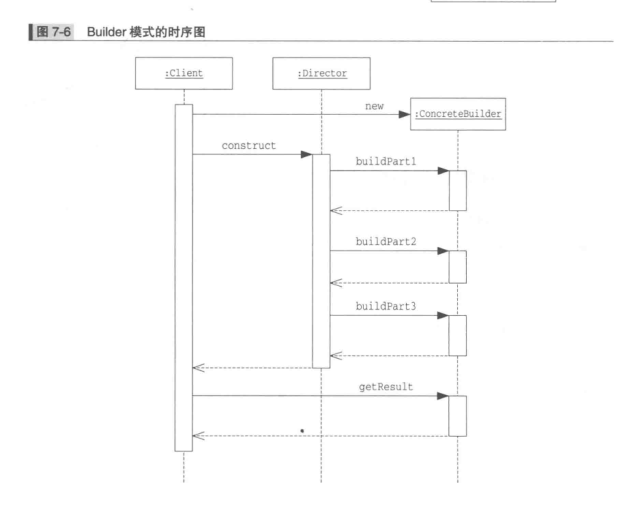 图 7-6 Builder 模式的时序图
:Client
:Director
new
:ConcreteBuilder
construct
buildPart1
buildPart2
buildPart3
getResult